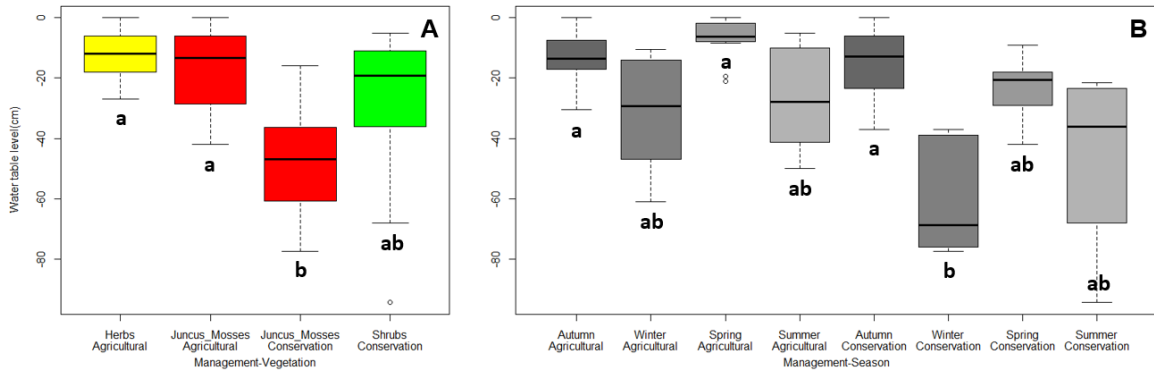 A
Water table level(cm)
0
-20
-40
-60
-80
a
a
b
ab
Herbs Juncus_Mosses Juncus_Mosses Shrubs
Agricultural Agricultural Conservation Conservation
Management-Vegetation
B
0
-20
-40
-60
-80
a
ab
a
ab
a
b
ab
ab
Autumn Winter Spring Summer Autumn Winter Spring Summer
Agricultural Agricultural Agricultural Agricultural Conservation Conservation Conservation Conservation
Management-Season